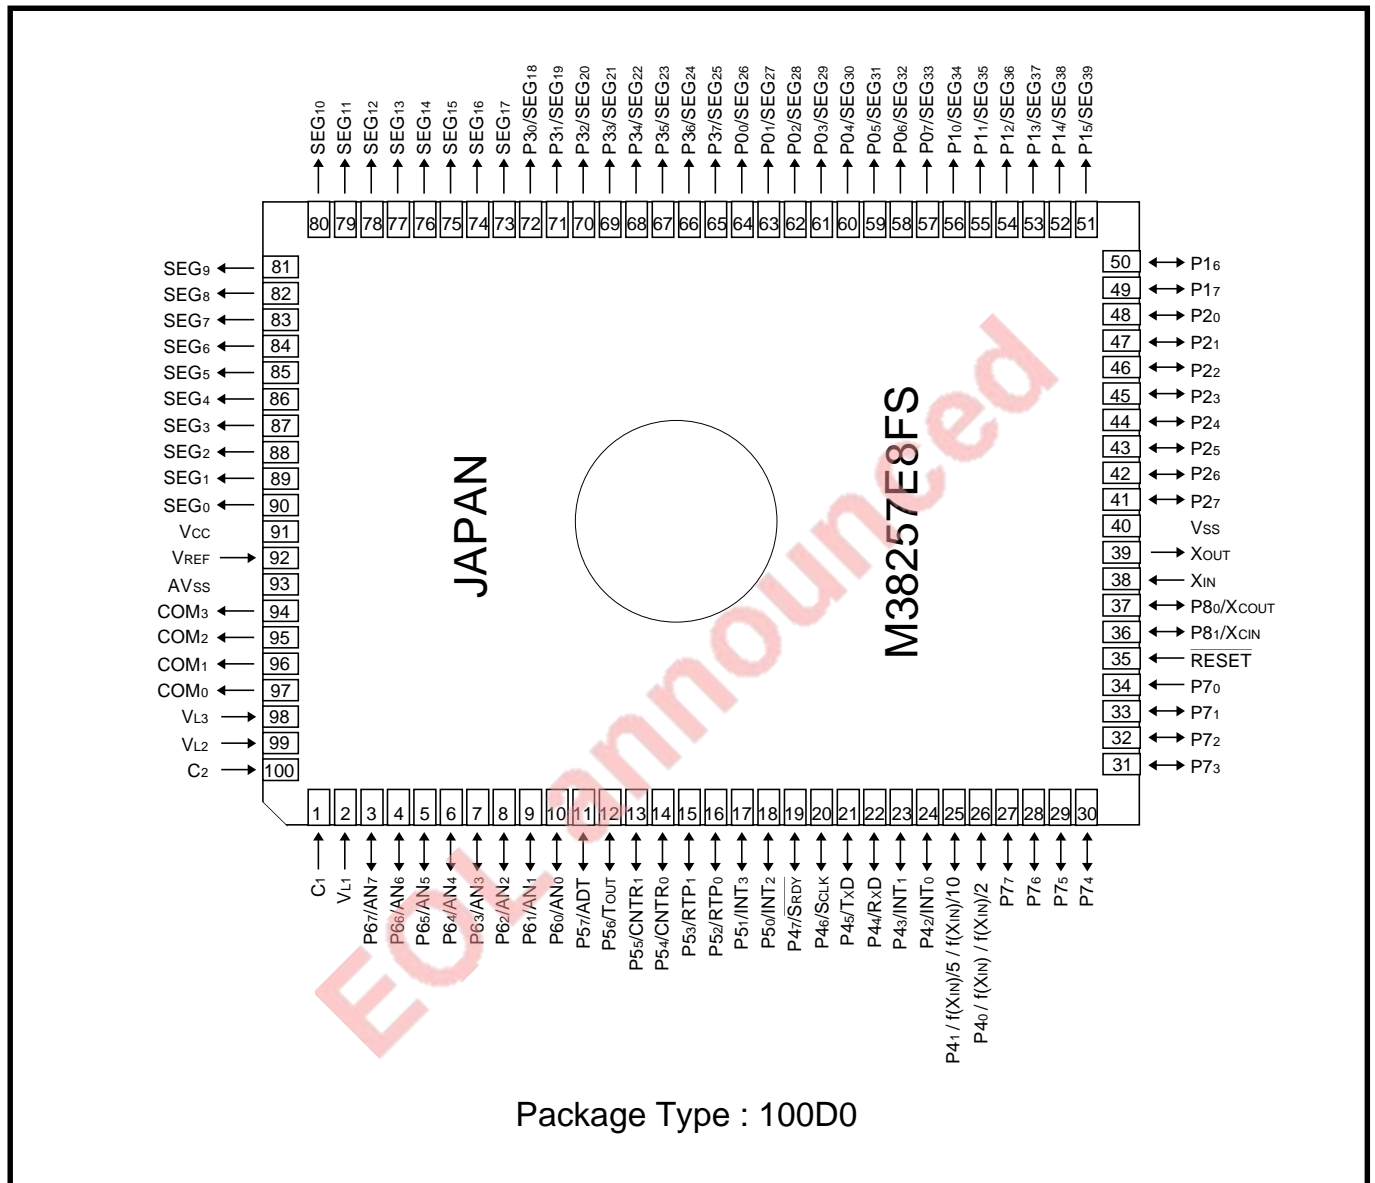 SEG10
SEG11
SEG12
SEG13
SEG14
SEG15
SEG16
SEG17
P30/SEG18
P31/SEG19
P32/SEG20
P33/SEG21
P34/SEG22
P35/SEG23
P36/SEG24
P37/SEG25
P00/SEG26
P01/SEG27
P02/SEG28
P03/SEG29
P04/SEG30
P05/SEG31
P06/SEG32
P07/SEG33
P10/SEG34
P11/SEG35
P12/SEG36
P13/SEG37
P14/SEG38
P15/SEG39
80 79 78 77 76 75 74 73 72 71 70 69 68 67 66 65 64 63 62 61 60 59 58 57 56 55 54 53 52 51
SEG9 81
SEG8 82
SEG7 83
SEG6 84
SEG5 85
SEG4 86
SEG3 87
SEG2 88
SEG1 89
SEG0 90
VCC 91
VREF 92
AVSS 93
COM3 94
COM2 95
COM1 96
COM0 97
VL3 98
VL2 99
C2 100
JAPAN
M38257E8FS
EOL announced
50 P16
49 P17
48 P20
47 P21
46 P22
45 P23
44 P24
43 P25
42 P26
41 P27
40 VSS
39 XOUT
38 XIN
37 P80/XCOUT
36 P81/XCIN
35 RESET
34 P70
33 P71
32 P72
31 P73
1 2 3 4 5 6 7 8 9 10 11 12 13 14 15 16 17 18 19 20 21 22 23 24 25 26 27 28 29 30
C1
VL1
P67/AN7
P66/AN6
P65/AN5
P64/AN4
P63/AN3
P62/AN2
P61/AN1
P60/AN0
P57/ADT
P56/TOUT
P55/CNTR1
P54/CNTR0
P53/RTP1
P52/RTP0
P51/INT3
P50/INT2
P47/SRDY
P46/SCLK
P45/TXD
P44/RXD
P43/INT1
P42/INT0
P41 / f(XIN)/5 / f(XIN)/10
P40 / f(XIN) / f(XIN)/2
P77
P76
P75
P74
Package Type : 100D0